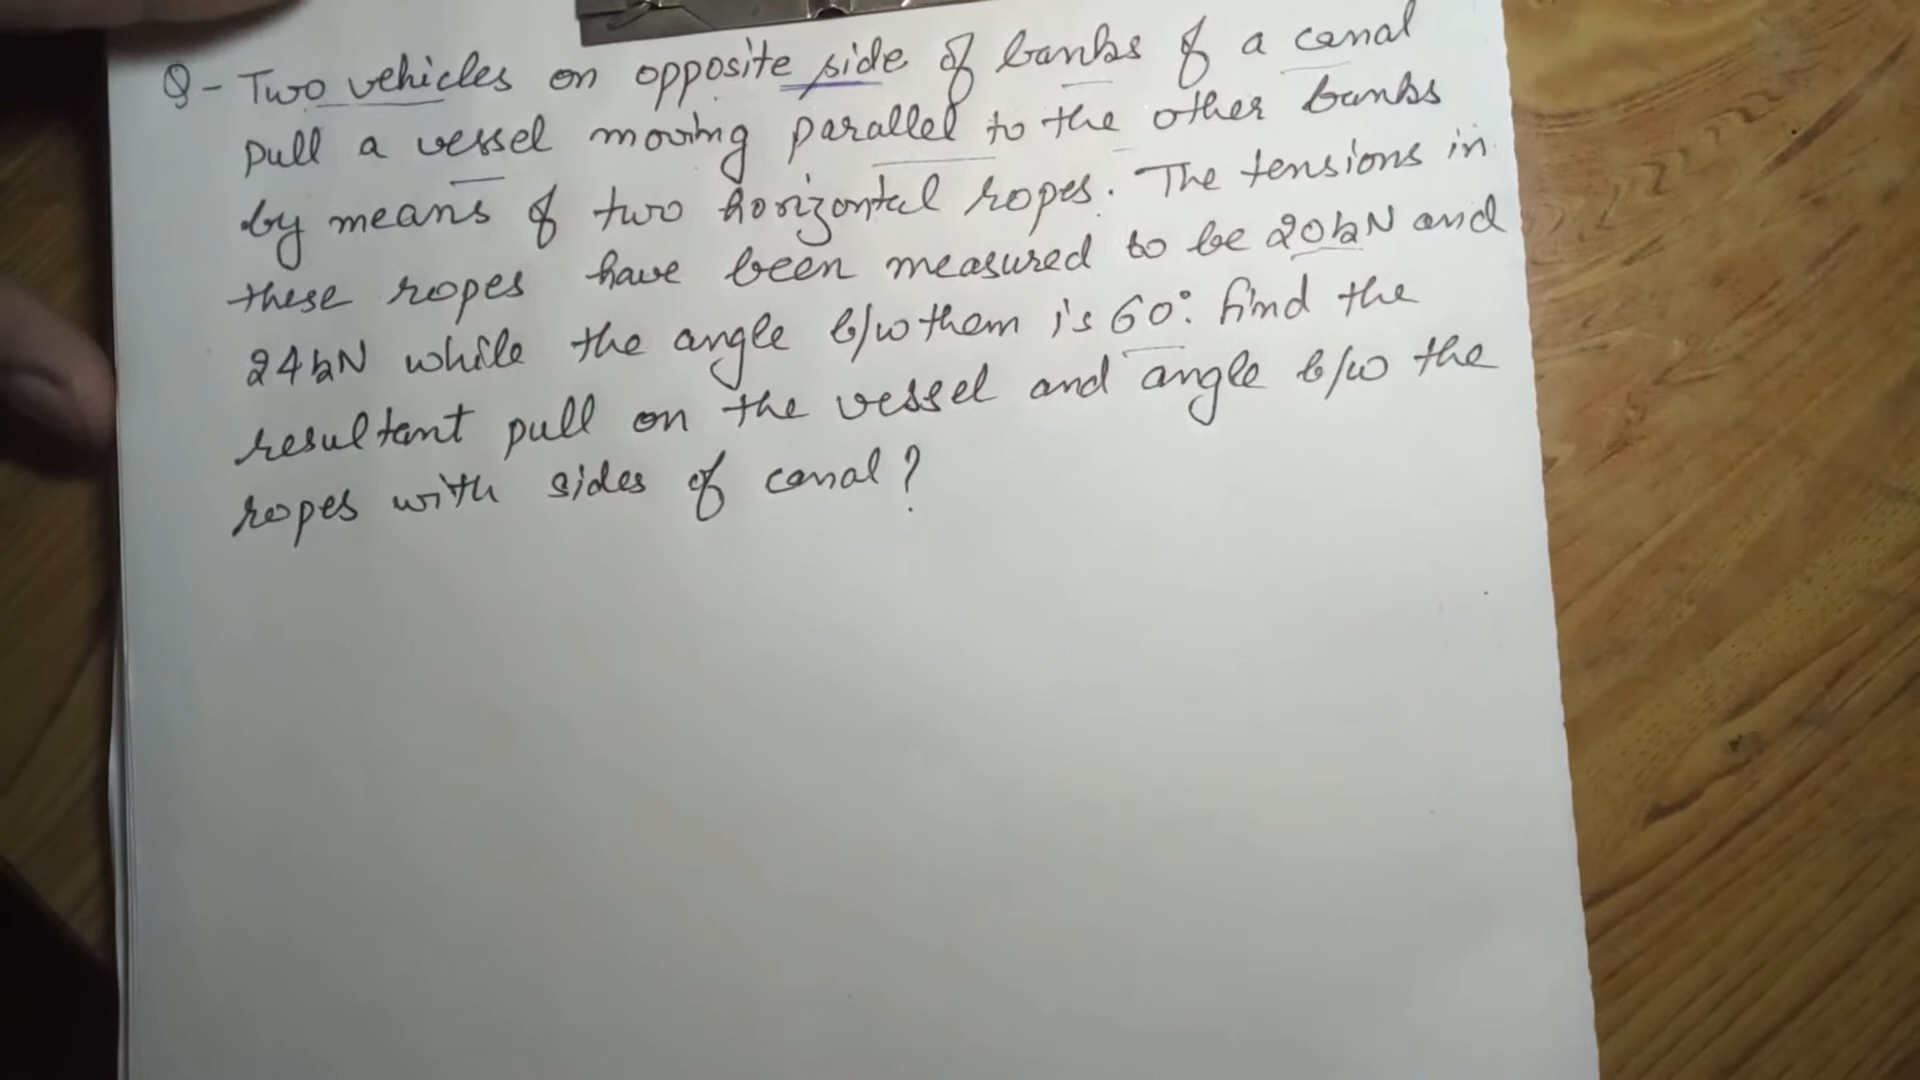 Q- Two vehicles on opposite side of banks of a canal
pull a vessel moving parallel to the other banks
by means of two horizontal ropes. The tensions in
these ropes have been measured to be 20kN and
24kN while the angle b/w them is 60°. find the
resultant pull on the vessel and angle b/w the
ropes with sides of canal?